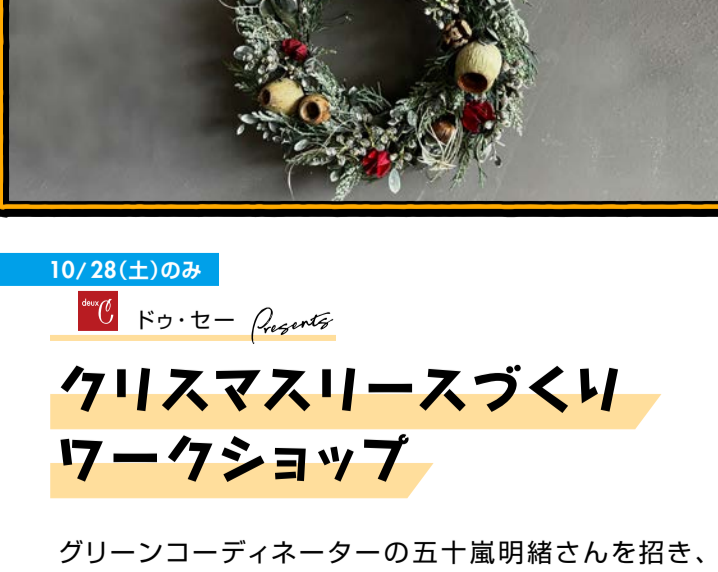 10/28(土)のみ
deux C ドゥ・セー Presents
クリスマスリースづくり
ワークショップ
グリーンコーディネーターの五十嵐明緒さんを招き、